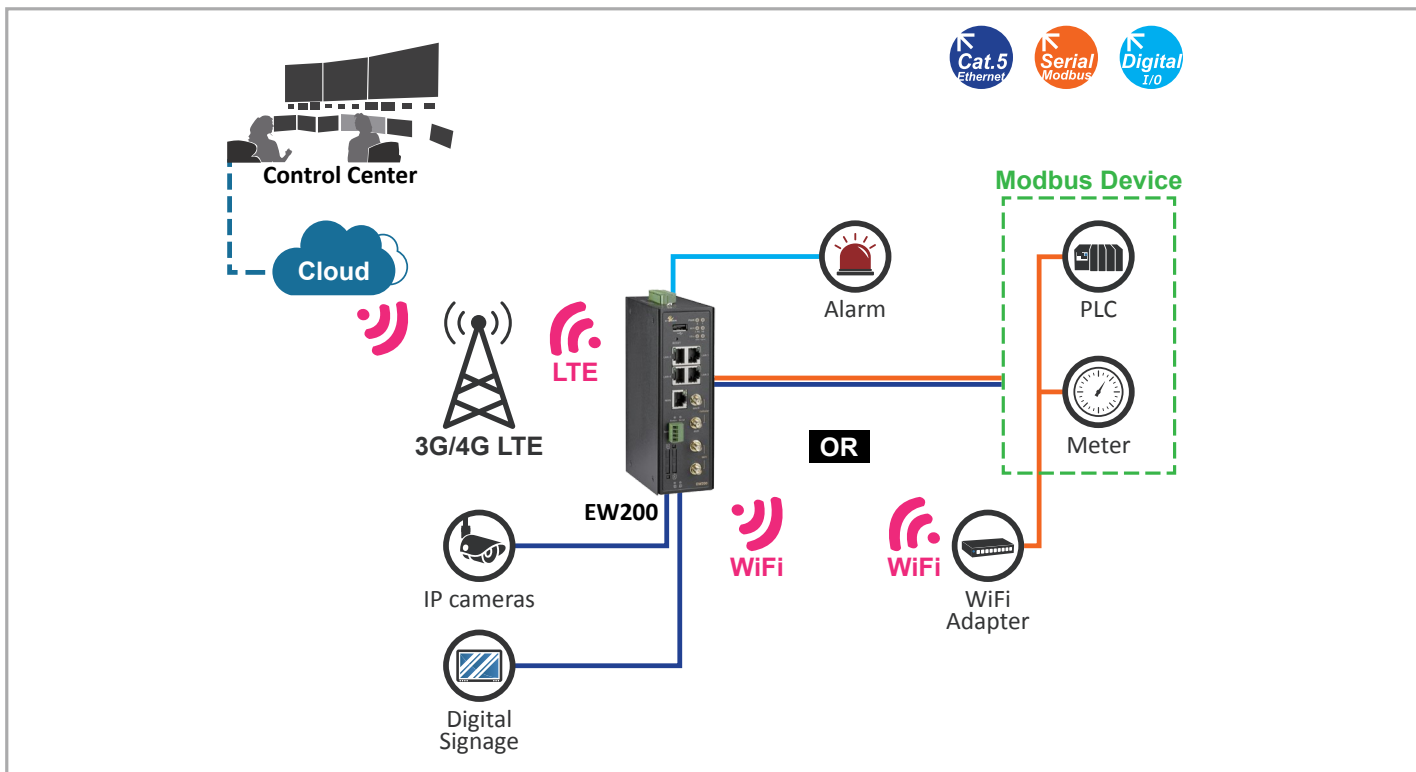 Cat.5
Ethernet
Serial
Modbus
Digital
I/O
Control Center
Modbus Device
Cloud
Alarm
PLC
LTE
3G/4G LTE
Meter
OR
EW200
WiFi
WiFi
IP cameras
WiFi
Adapter
Digital
Signage